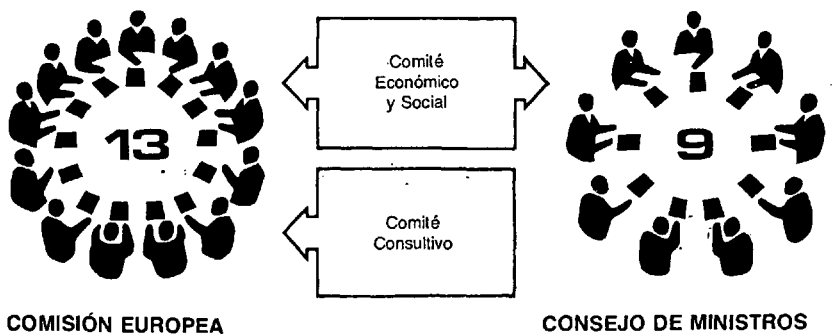 13
Comité
Económico
y Social
9
Comité
Consultivo
COMISIÓN EUROPEA
CONSEJO DE MINISTROS